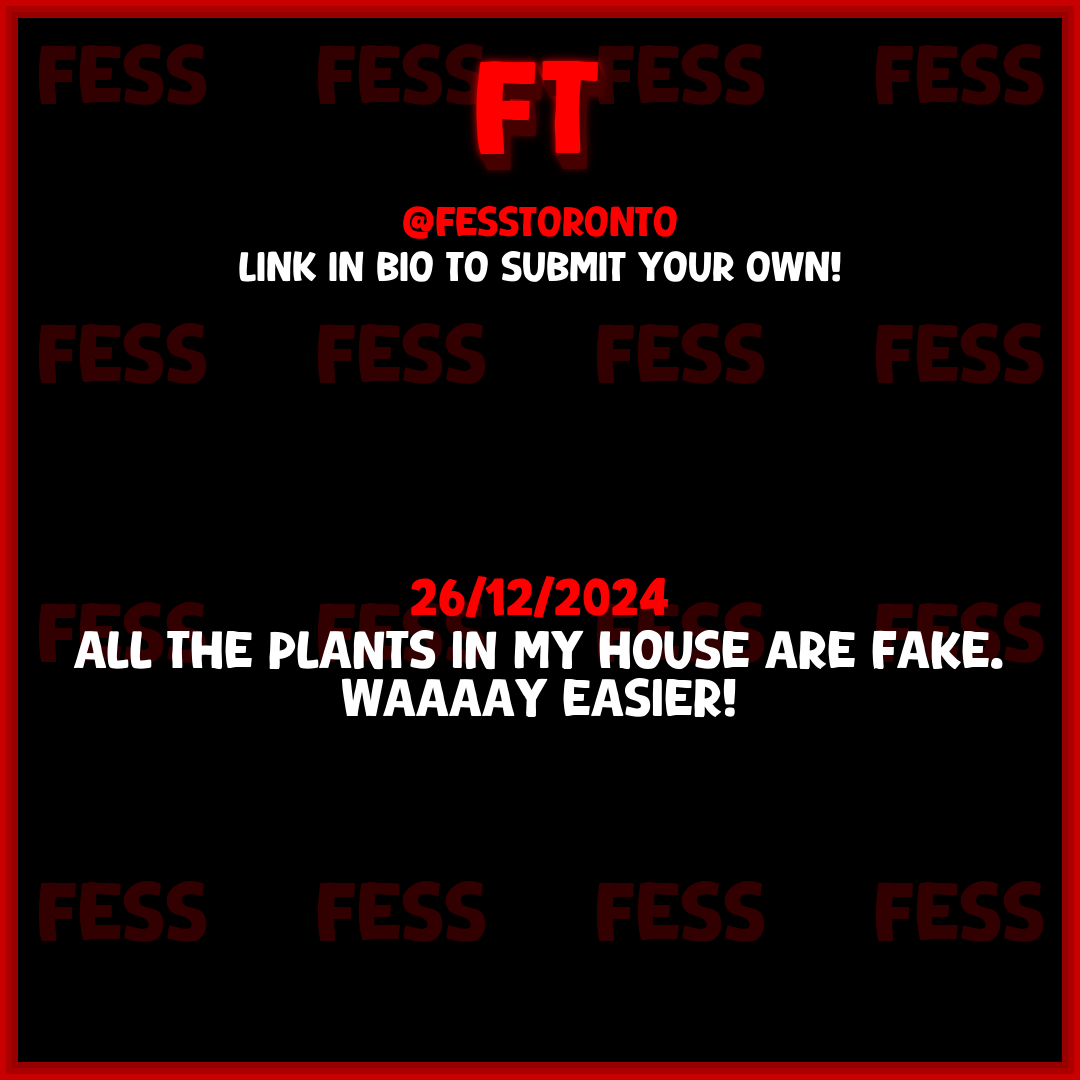 FESS FESS FESS FESS
FT
@FESSTORONTO
LINK IN BIO TO SUBMIT YOUR OWN!
FESS FESS FESS FESS
26/12/2024
FESS FESS FESS FESS
ALL THE PLANTS IN MY HOUSE ARE FAKE.
WAAAAY EASIER!
FESS FESS FESS FESS